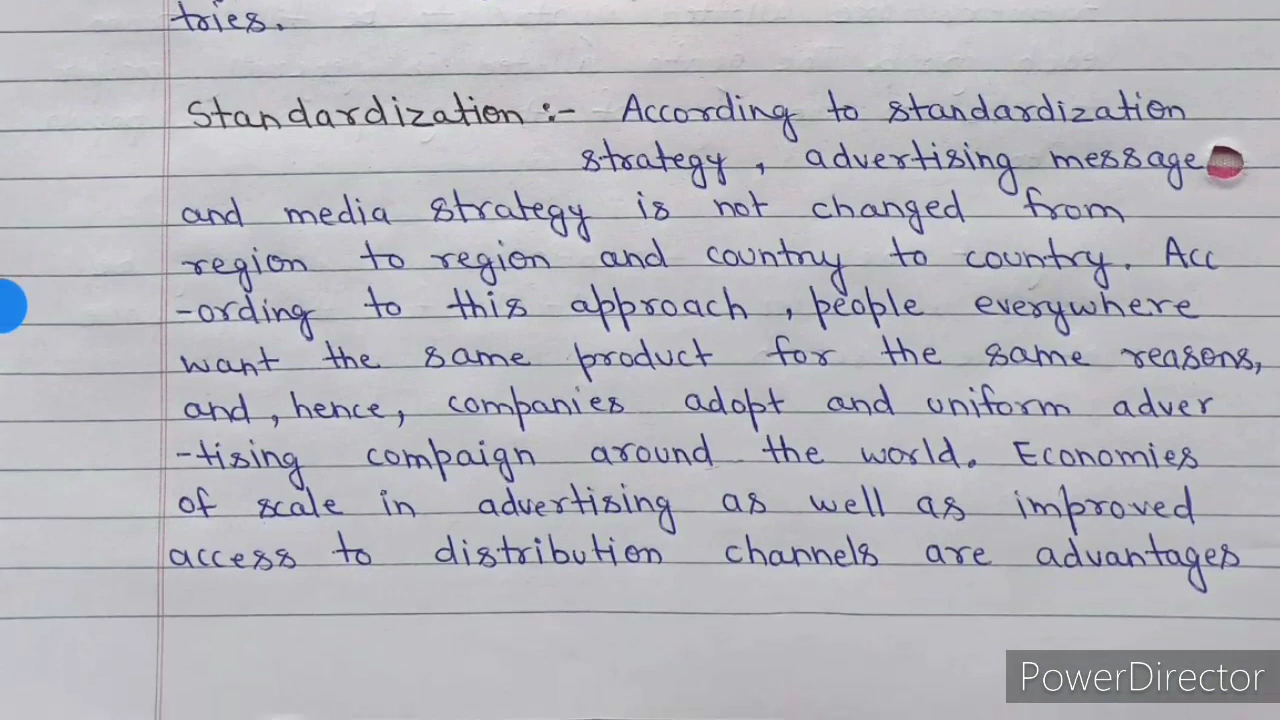 tries.
Standardization :- According to standardization
strategy, advertising message
and media strategy is not changed from
region to region and country to country. Acc
-ording to this approach, people everywhere
want the same product for the same reasons,
and, hence, companies adopt and uniform adver
-tising compaign around the world. Economies
of scale in advertising as well as improved
access to distribution channels are advantages
PowerDirector